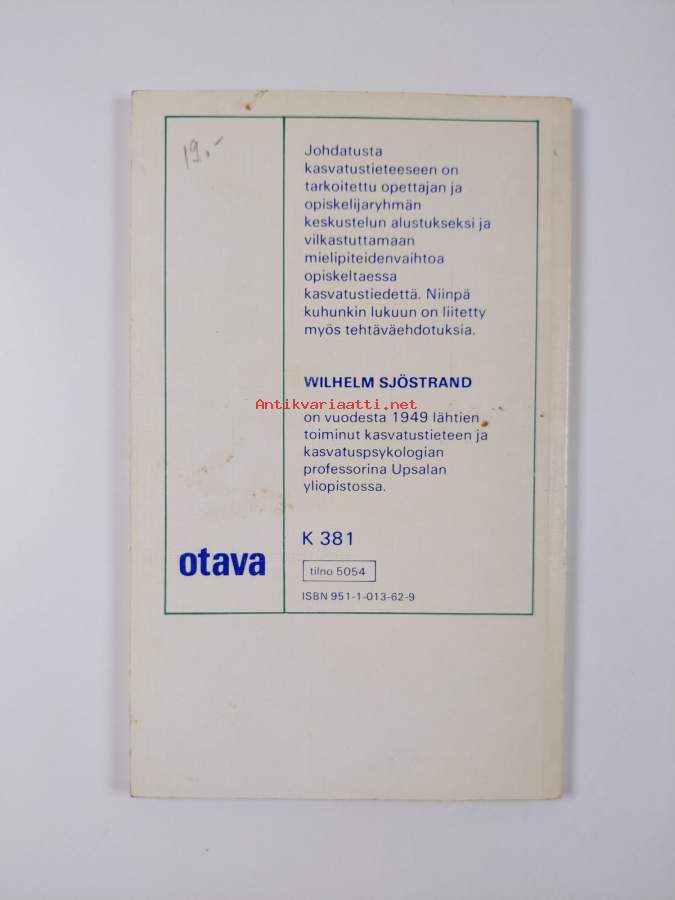 19.-
Johdatusta
kasvatustieteeseen on
tarkoitettu opettajan ja
opiskelijaryhmän
keskustelun alustukseksi ja
vilkastuttamaan
mielipiteidenvaihtoa
opiskeltaessa
kasvatustiedettä. Niinpä
kuhunkin lukuun on liitetty
myös tehtäväehdotuksia.
WILHELM SJÖSTRAND
Antikvariaatti.net
on vuodesta 1949 lähtien
toiminut kasvatustieteen ja
kasvatuspsykologian
professorina Upsalan
yliopistossa.
K 381
otava
tilno 5054
ISBN 951-1-013-62-9